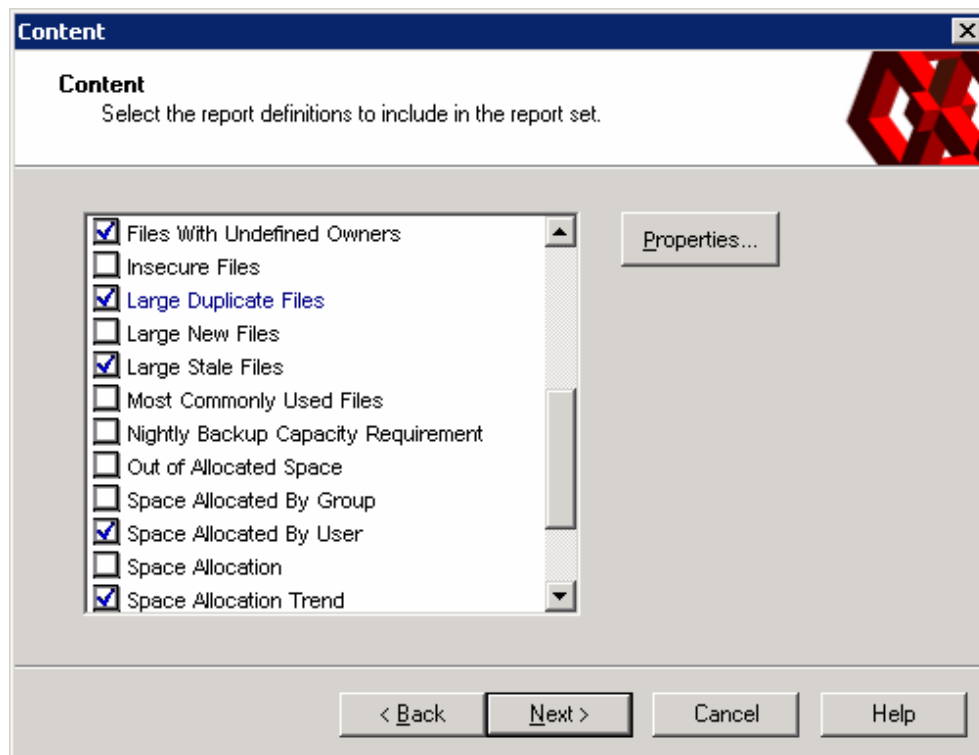 Content
Content
Select the report definitions to include in the report set.
Files With Undefined Owners
Properties...
Insecure Files
Large Duplicate Files
Large New Files
Large Stale Files
Most Commonly Used Files
Nightly Backup Capacity Requirement
Out of Allocated Space
Space Allocated By Group
Space Allocated By User
Space Allocation
Space Allocation Trend
< Back
Next >
Cancel
Help